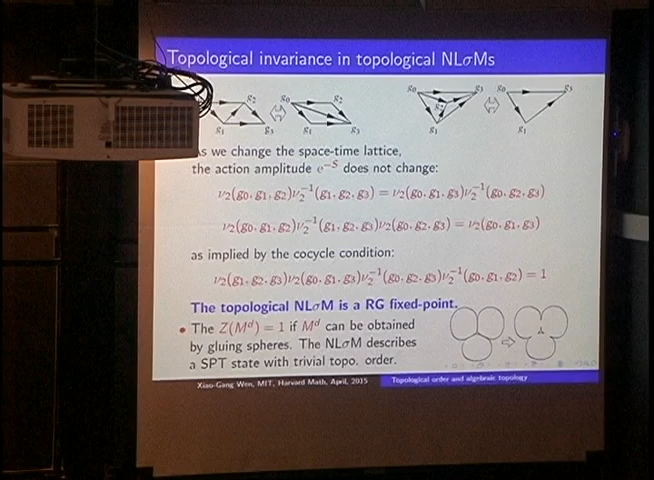 Topological invariance in topological NLσMs
g₂ g₁ g₃ g₀ g₂ g₁ g₃ g₀ g₃ g₂ g₁ g₀ g₃ g₁
As we change the space-time lattice,
the action amplitude e⁻ˢ does not change:
ν₂(g₀, g₁, g₂)ν₂⁻¹(g₁, g₂, g₃) = ν₂(g₀, g₁, g₃)ν₂⁻¹(g₀, g₂, g₃)
ν₂(g₀, g₁, g₂)ν₂⁻¹(g₁, g₂, g₃)ν₂(g₀, g₂, g₃) = ν₂(g₀, g₁, g₃)
as implied by the cocycle condition:
ν₂(g₁, g₂, g₃)ν₂(g₀, g₁, g₃)ν₂⁻¹(g₀, g₂, g₃)ν₂⁻¹(g₀, g₁, g₂) = 1
The topological NLσM is a RG fixed-point.
• The Z(Mᵈ) = 1 if Mᵈ can be obtained
by gluing spheres. The NLσM describes
a SPT state with trivial topo. order.
Xiao-Gang Wen, MIT, Harvard Math, April, 2015 Topological order and algebraic topology